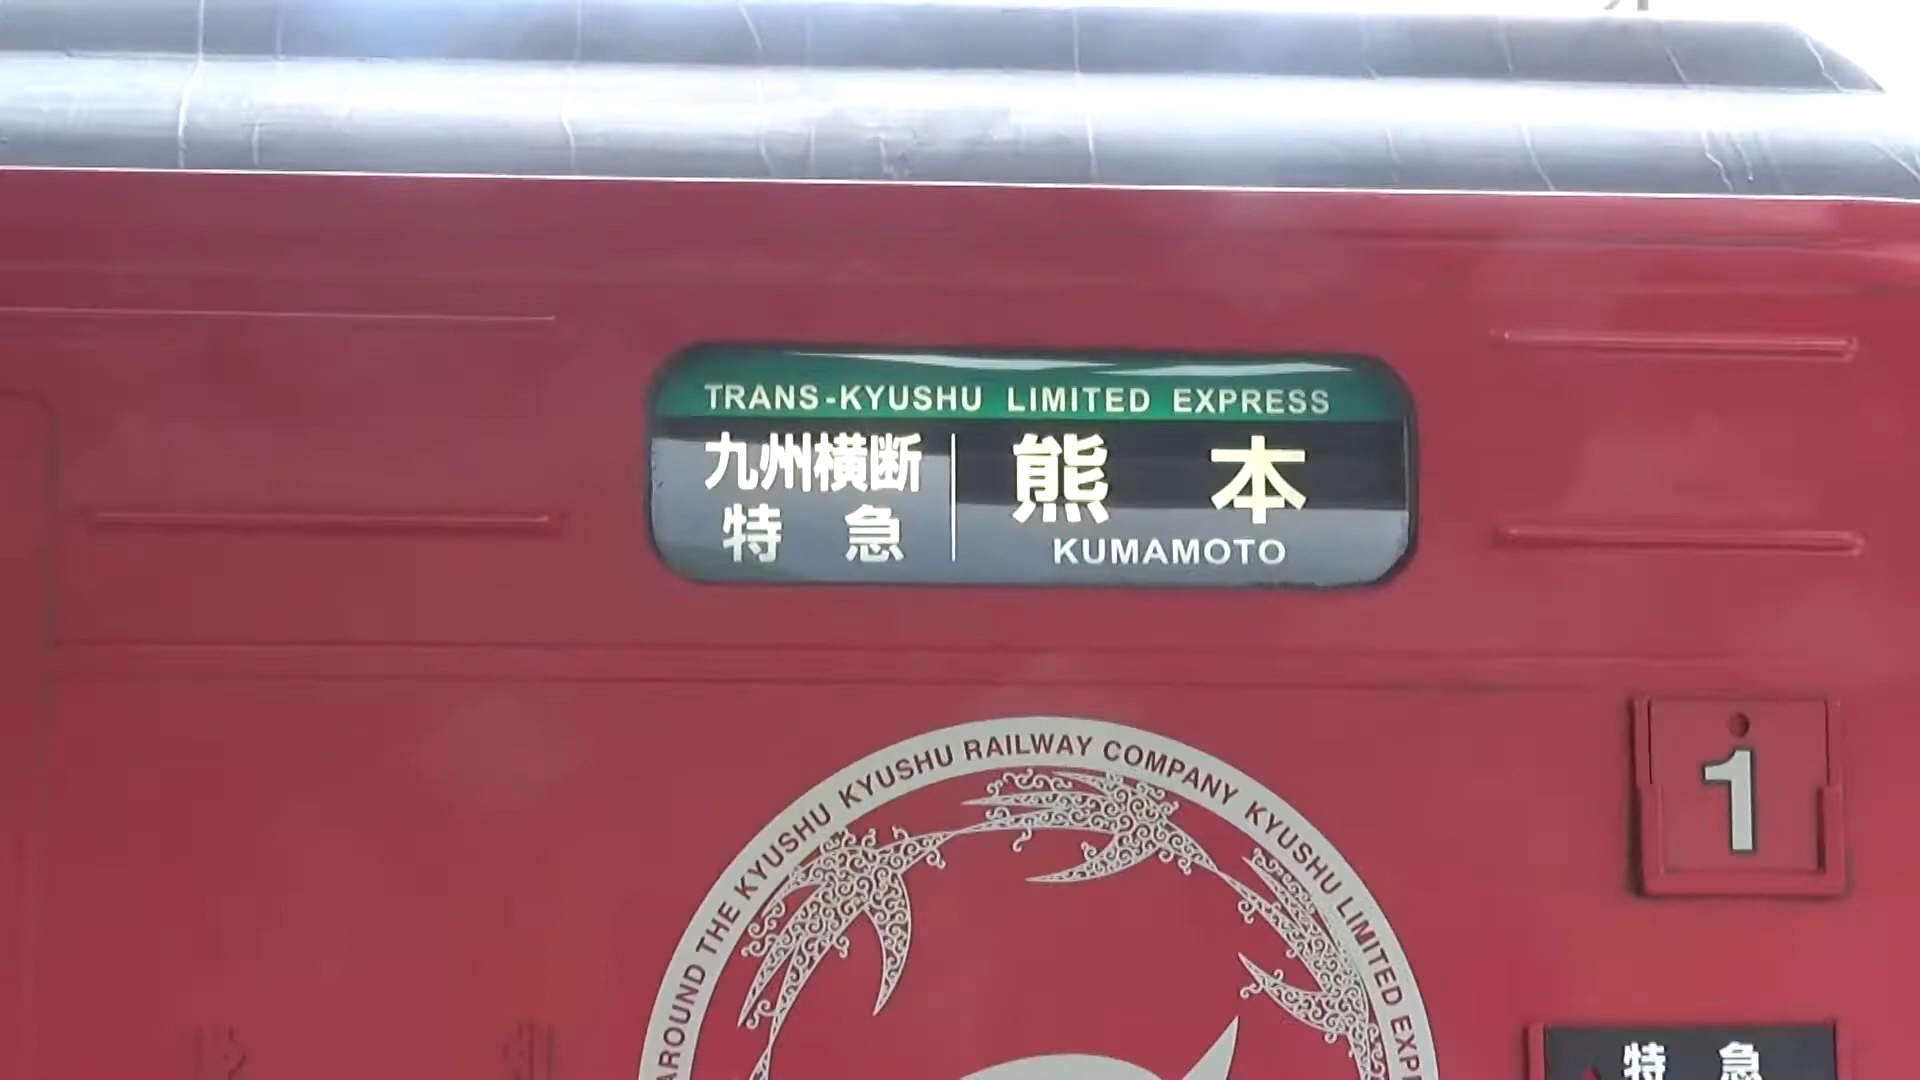 TRANS-KYUSHU LIMITED EXPRESS
九州横断
特急
熊本
KUMAMOTO
AROUND THE KYUSHU KYUSHU RAILWAY COMPANY KYUSHU LIMITED
1
特急